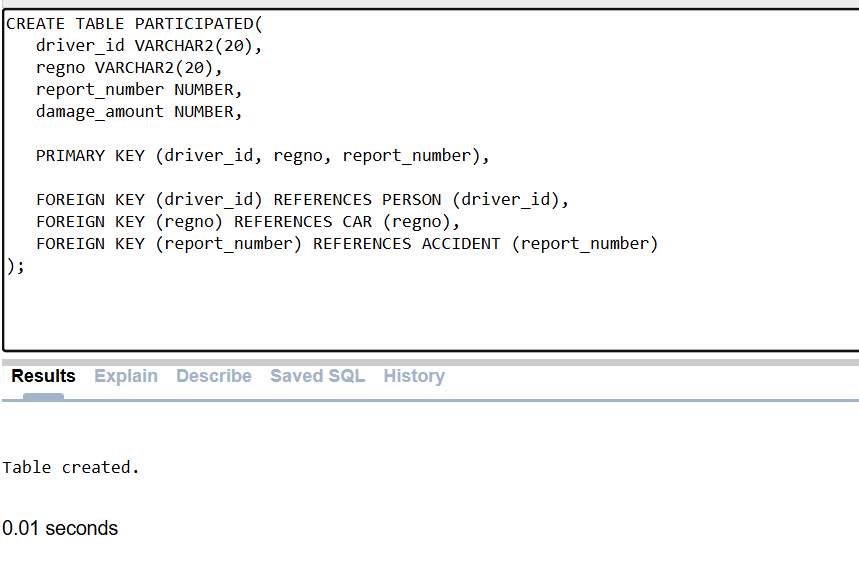 CREATE TABLE PARTICIPATED(
driver_id VARCHAR2(20),
regno VARCHAR2(20),
report_number NUMBER,
damage_amount NUMBER,
PRIMARY KEY (driver_id, regno, report_number),
FOREIGN KEY (driver_id) REFERENCES PERSON (driver_id),
FOREIGN KEY (regno) REFERENCES CAR (regno),
FOREIGN KEY (report_number) REFERENCES ACCIDENT (report_number)
);
Results Explain Describe Saved SQL History
Table created.
0.01 seconds